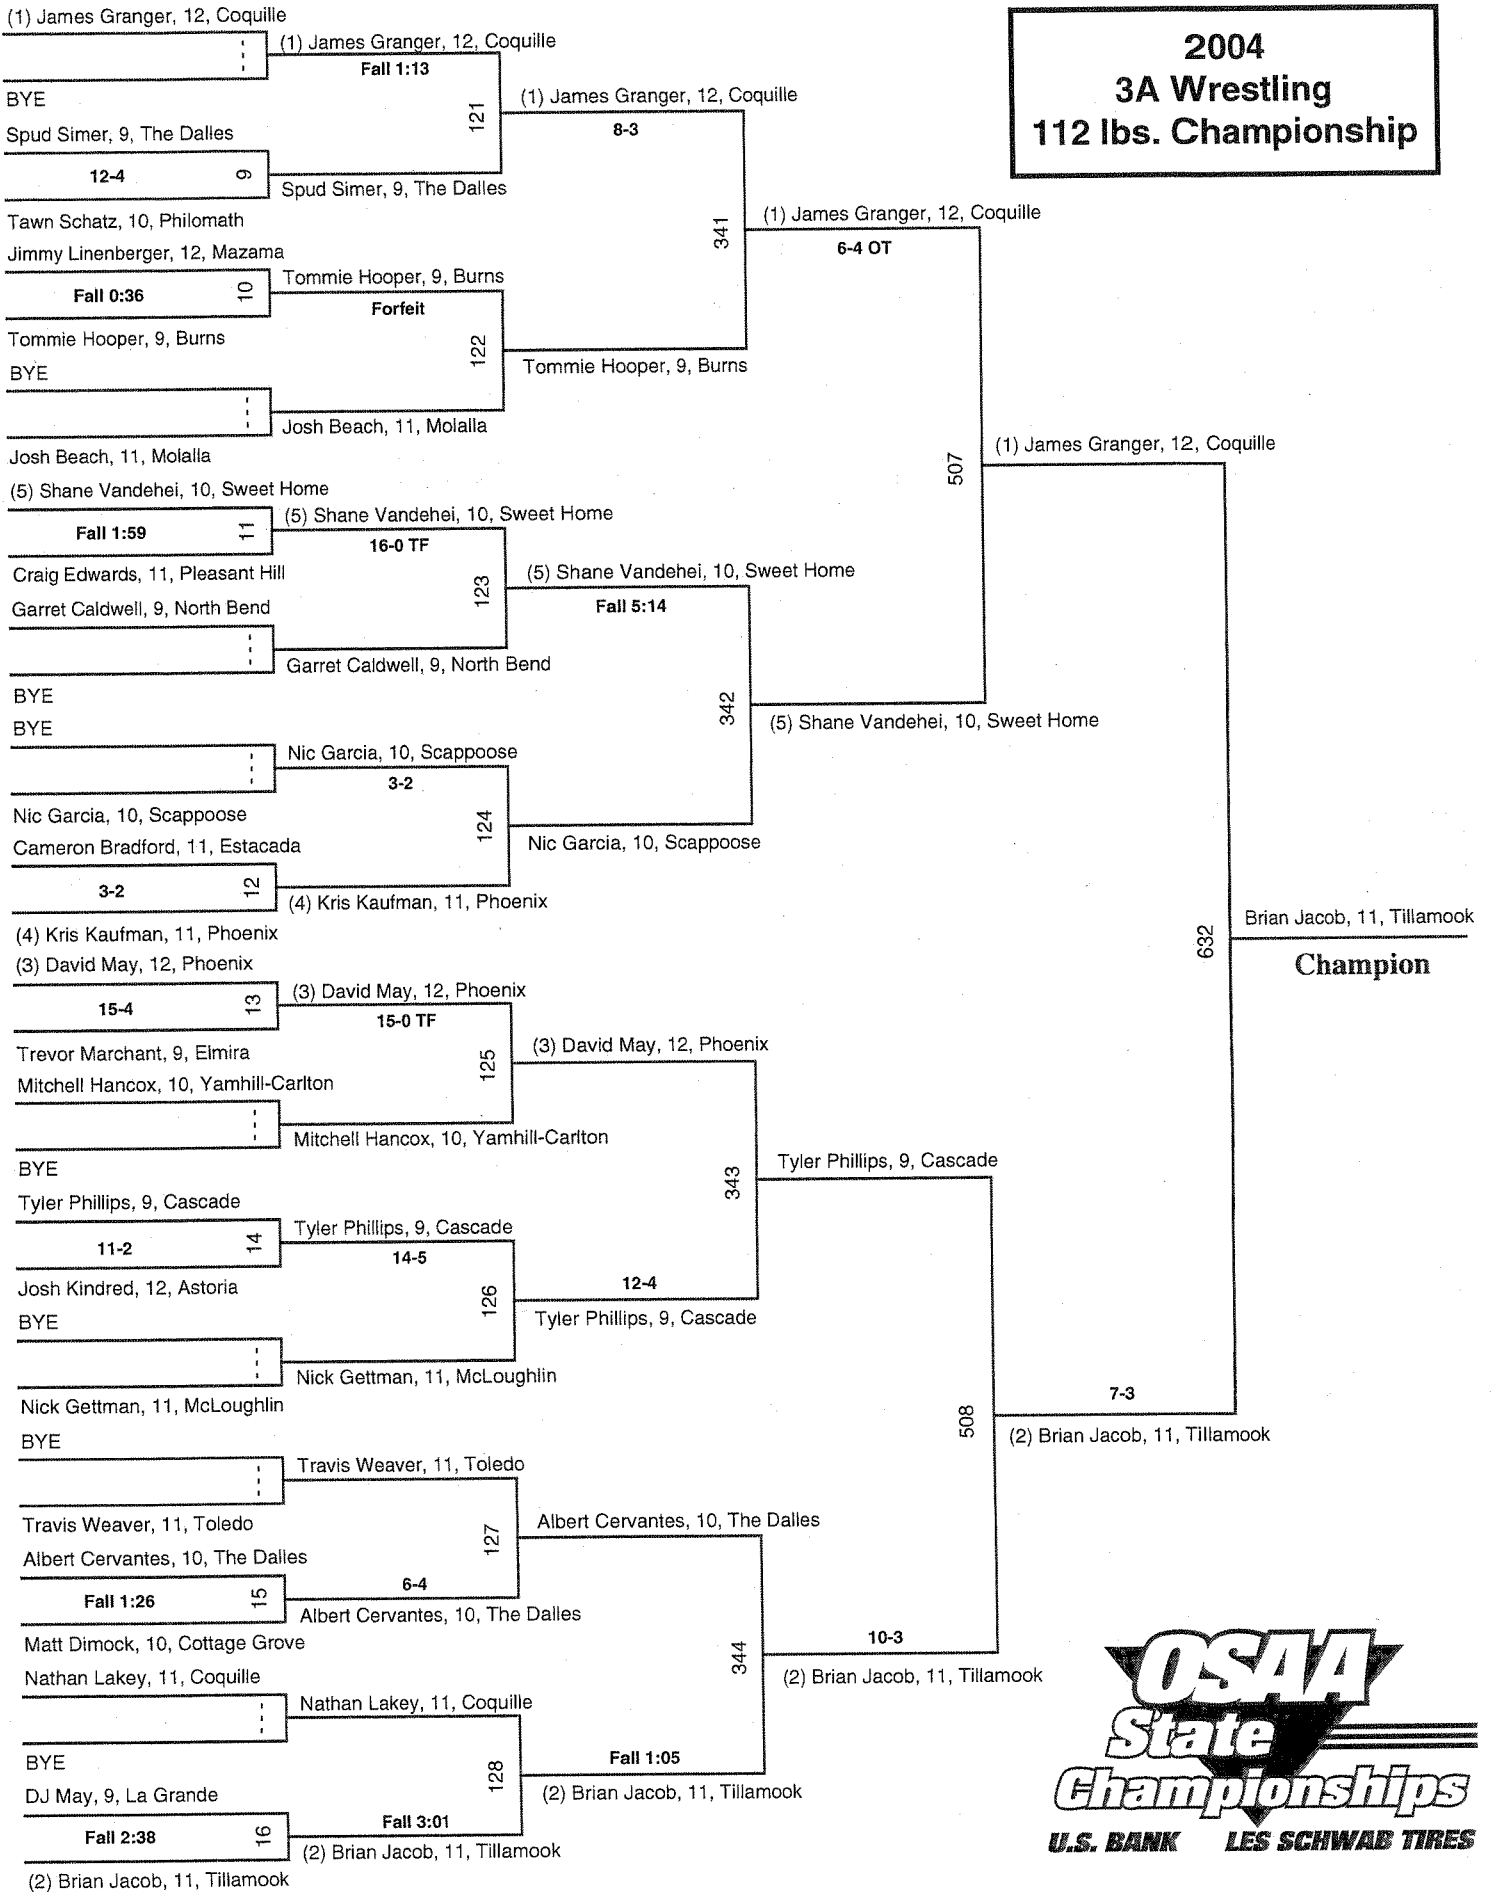 2004
3A Wrestling
112 lbs. Championship
(1) James Granger, 12, Coquille
BYE
Spud Simer, 9, The Dalles
12-4
9
Tawn Schatz, 10, Philomath
Jimmy Linenberger, 12, Mazama
Fall 0:36
10
Tommie Hooper, 9, Burns
BYE
Josh Beach, 11, Molalla
(5) Shane Vandehei, 10, Sweet Home
Fall 1:59
11
Craig Edwards, 11, Pleasant Hill
Garret Caldwell, 9, North Bend
BYE
BYE
Nic Garcia, 10, Scappoose
Cameron Bradford, 11, Estacada
3-2
12
(4) Kris Kaufman, 11, Phoenix
(3) David May, 12, Phoenix
15-4
13
Trevor Marchant, 9, Elmira
Mitchell Hancox, 10, Yamhill-Carlton
BYE
Tyler Phillips, 9, Cascade
11-2
14
Josh Kindred, 12, Astoria
BYE
Nick Gettman, 11, McLoughlin
BYE
Travis Weaver, 11, Toledo
Albert Cervantes, 10, The Dalles
Fall 1:26
15
Matt Dimock, 10, Cottage Grove
Nathan Lakey, 11, Coquille
BYE
DJ May, 9, La Grande
Fall 2:38
16
(2) Brian Jacob, 11, Tillamook
(1) James Granger, 12, Coquille
Fall 1:13
121
Spud Simer, 9, The Dalles
Tommie Hooper, 9, Burns
Forfeit
122
Josh Beach, 11, Molalla
(5) Shane Vandehei, 10, Sweet Home
16-0 TF
123
Garret Caldwell, 9, North Bend
Nic Garcia, 10, Scappoose
3-2
124
(4) Kris Kaufman, 11, Phoenix
(3) David May, 12, Phoenix
15-0 TF
125
Mitchell Hancox, 10, Yamhill-Carlton
Tyler Phillips, 9, Cascade
14-5
126
Nick Gettman, 11, McLoughlin
Travis Weaver, 11, Toledo
127
6-4
Albert Cervantes, 10, The Dalles
Nathan Lakey, 11, Coquille
128
Fall 3:01
(2) Brian Jacob, 11, Tillamook
(1) James Granger, 12, Coquille
8-3
341
Tommie Hooper, 9, Burns
(5) Shane Vandehei, 10, Sweet Home
Fall 5:14
342
Nic Garcia, 10, Scappoose
(3) David May, 12, Phoenix
343
12-4
Tyler Phillips, 9, Cascade
Albert Cervantes, 10, The Dalles
344
Fall 1:05
(2) Brian Jacob, 11, Tillamook
(1) James Granger, 12, Coquille
6-4 OT
507
(5) Shane Vandehei, 10, Sweet Home
Tyler Phillips, 9, Cascade
508
10-3
(2) Brian Jacob, 11, Tillamook
(1) James Granger, 12, Coquille
632
7-3
(2) Brian Jacob, 11, Tillamook
Brian Jacob, 11, Tillamook
Champion
OSAA
State
Championships
U.S. BANK LES SCHWAB TIRES